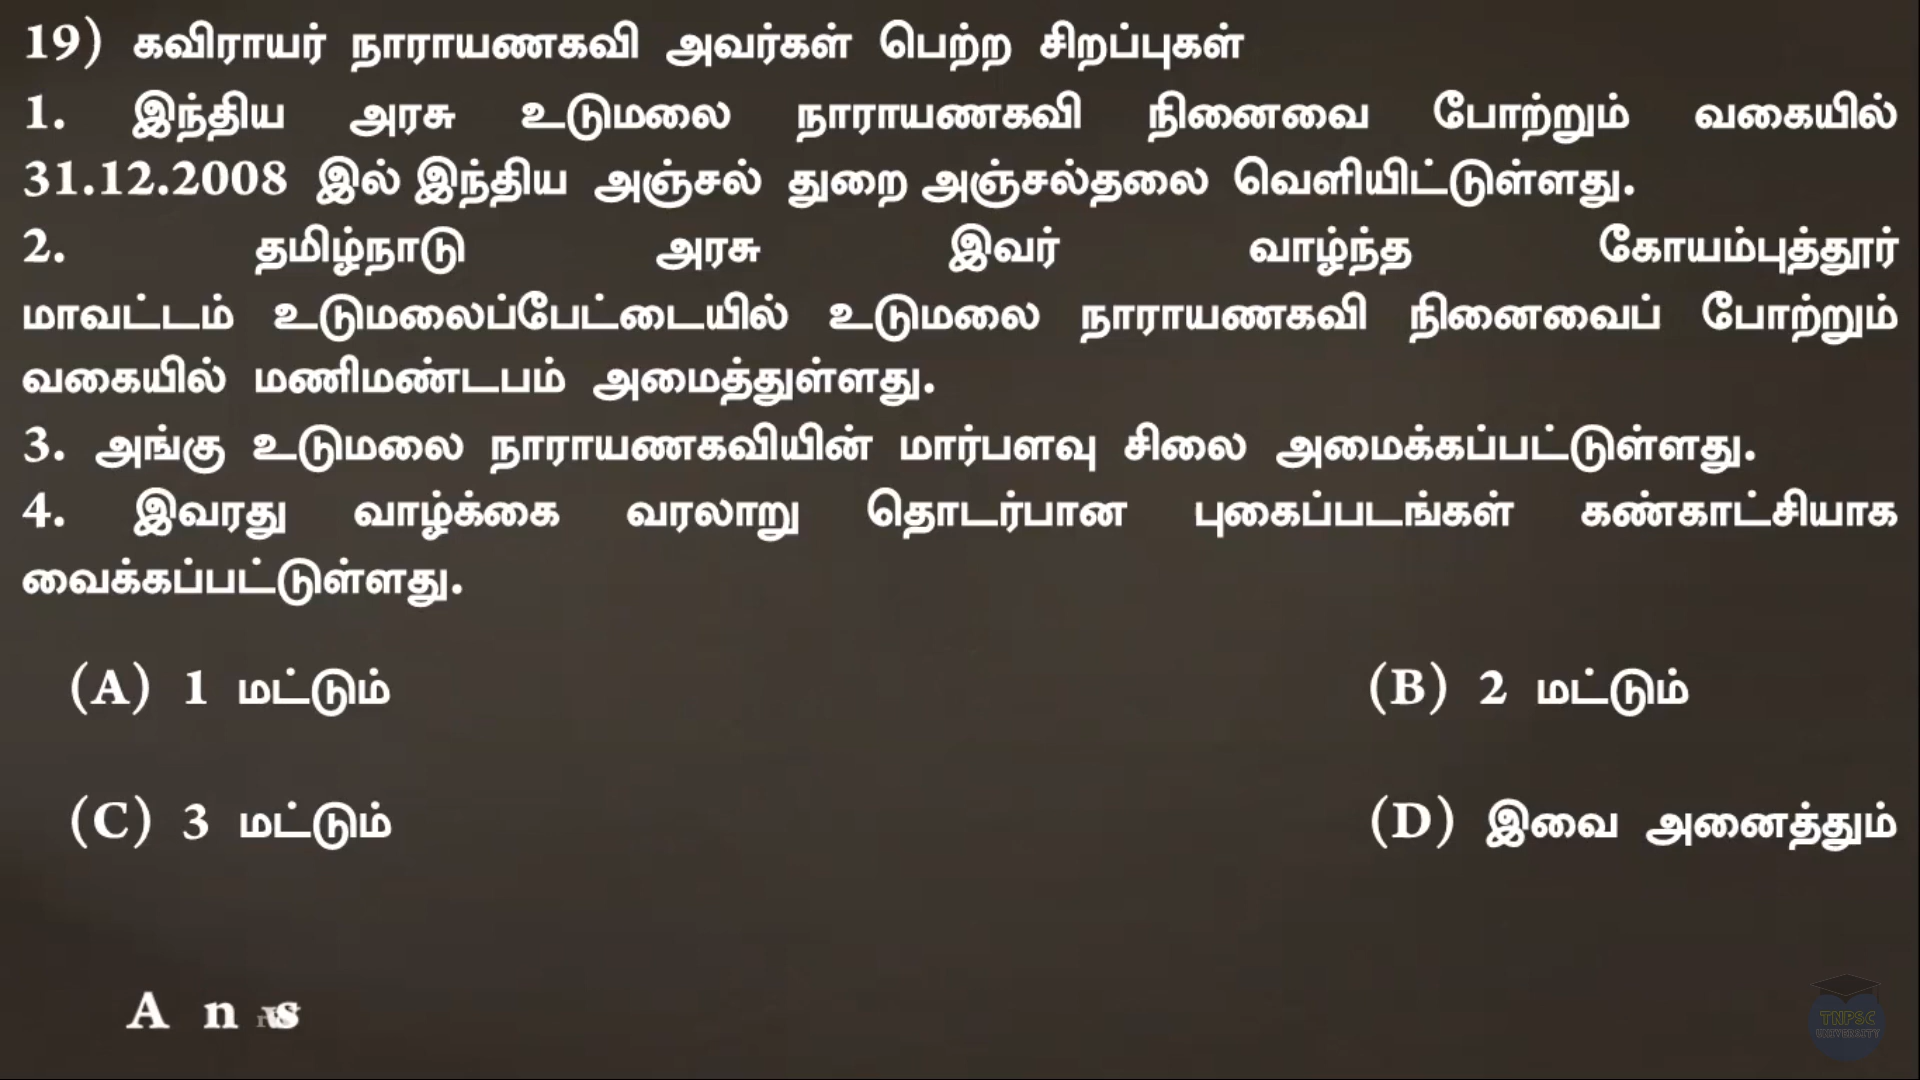 19) கவிராயர் நாராயணகவி அவர்கள் பெற்ற சிறப்புகள்
1. இந்திய அரசு உடுமலை நாராயணகவி நினைவை போற்றும் வகையில்
31.12.2008 இல் இந்திய அஞ்சல் துறை அஞ்சல்தலை வெளியிட்டுள்ளது.
2. தமிழ்நாடு அரசு இவர் வாழ்ந்த கோயம்புத்தூர்
மாவட்டம் உடுமலைப்பேட்டையில் உடுமலை நாராயணகவி நினைவைப் போற்றும்
வகையில் மணிமண்டபம் அமைத்துள்ளது.
3. அங்கு உடுமலை நாராயணகவியின் மார்பளவு சிலை அமைக்கப்பட்டுள்ளது.
4. இவரது வாழ்க்கை வரலாறு தொடர்பான புகைப்படங்கள் கண்காட்சியாக
வைக்கப்பட்டுள்ளது.
(A) 1 மட்டும் (B) 2 மட்டும்
(C) 3 மட்டும் (D) இவை அனைத்தும்
A n s
TNPSC
UNIVERSITY